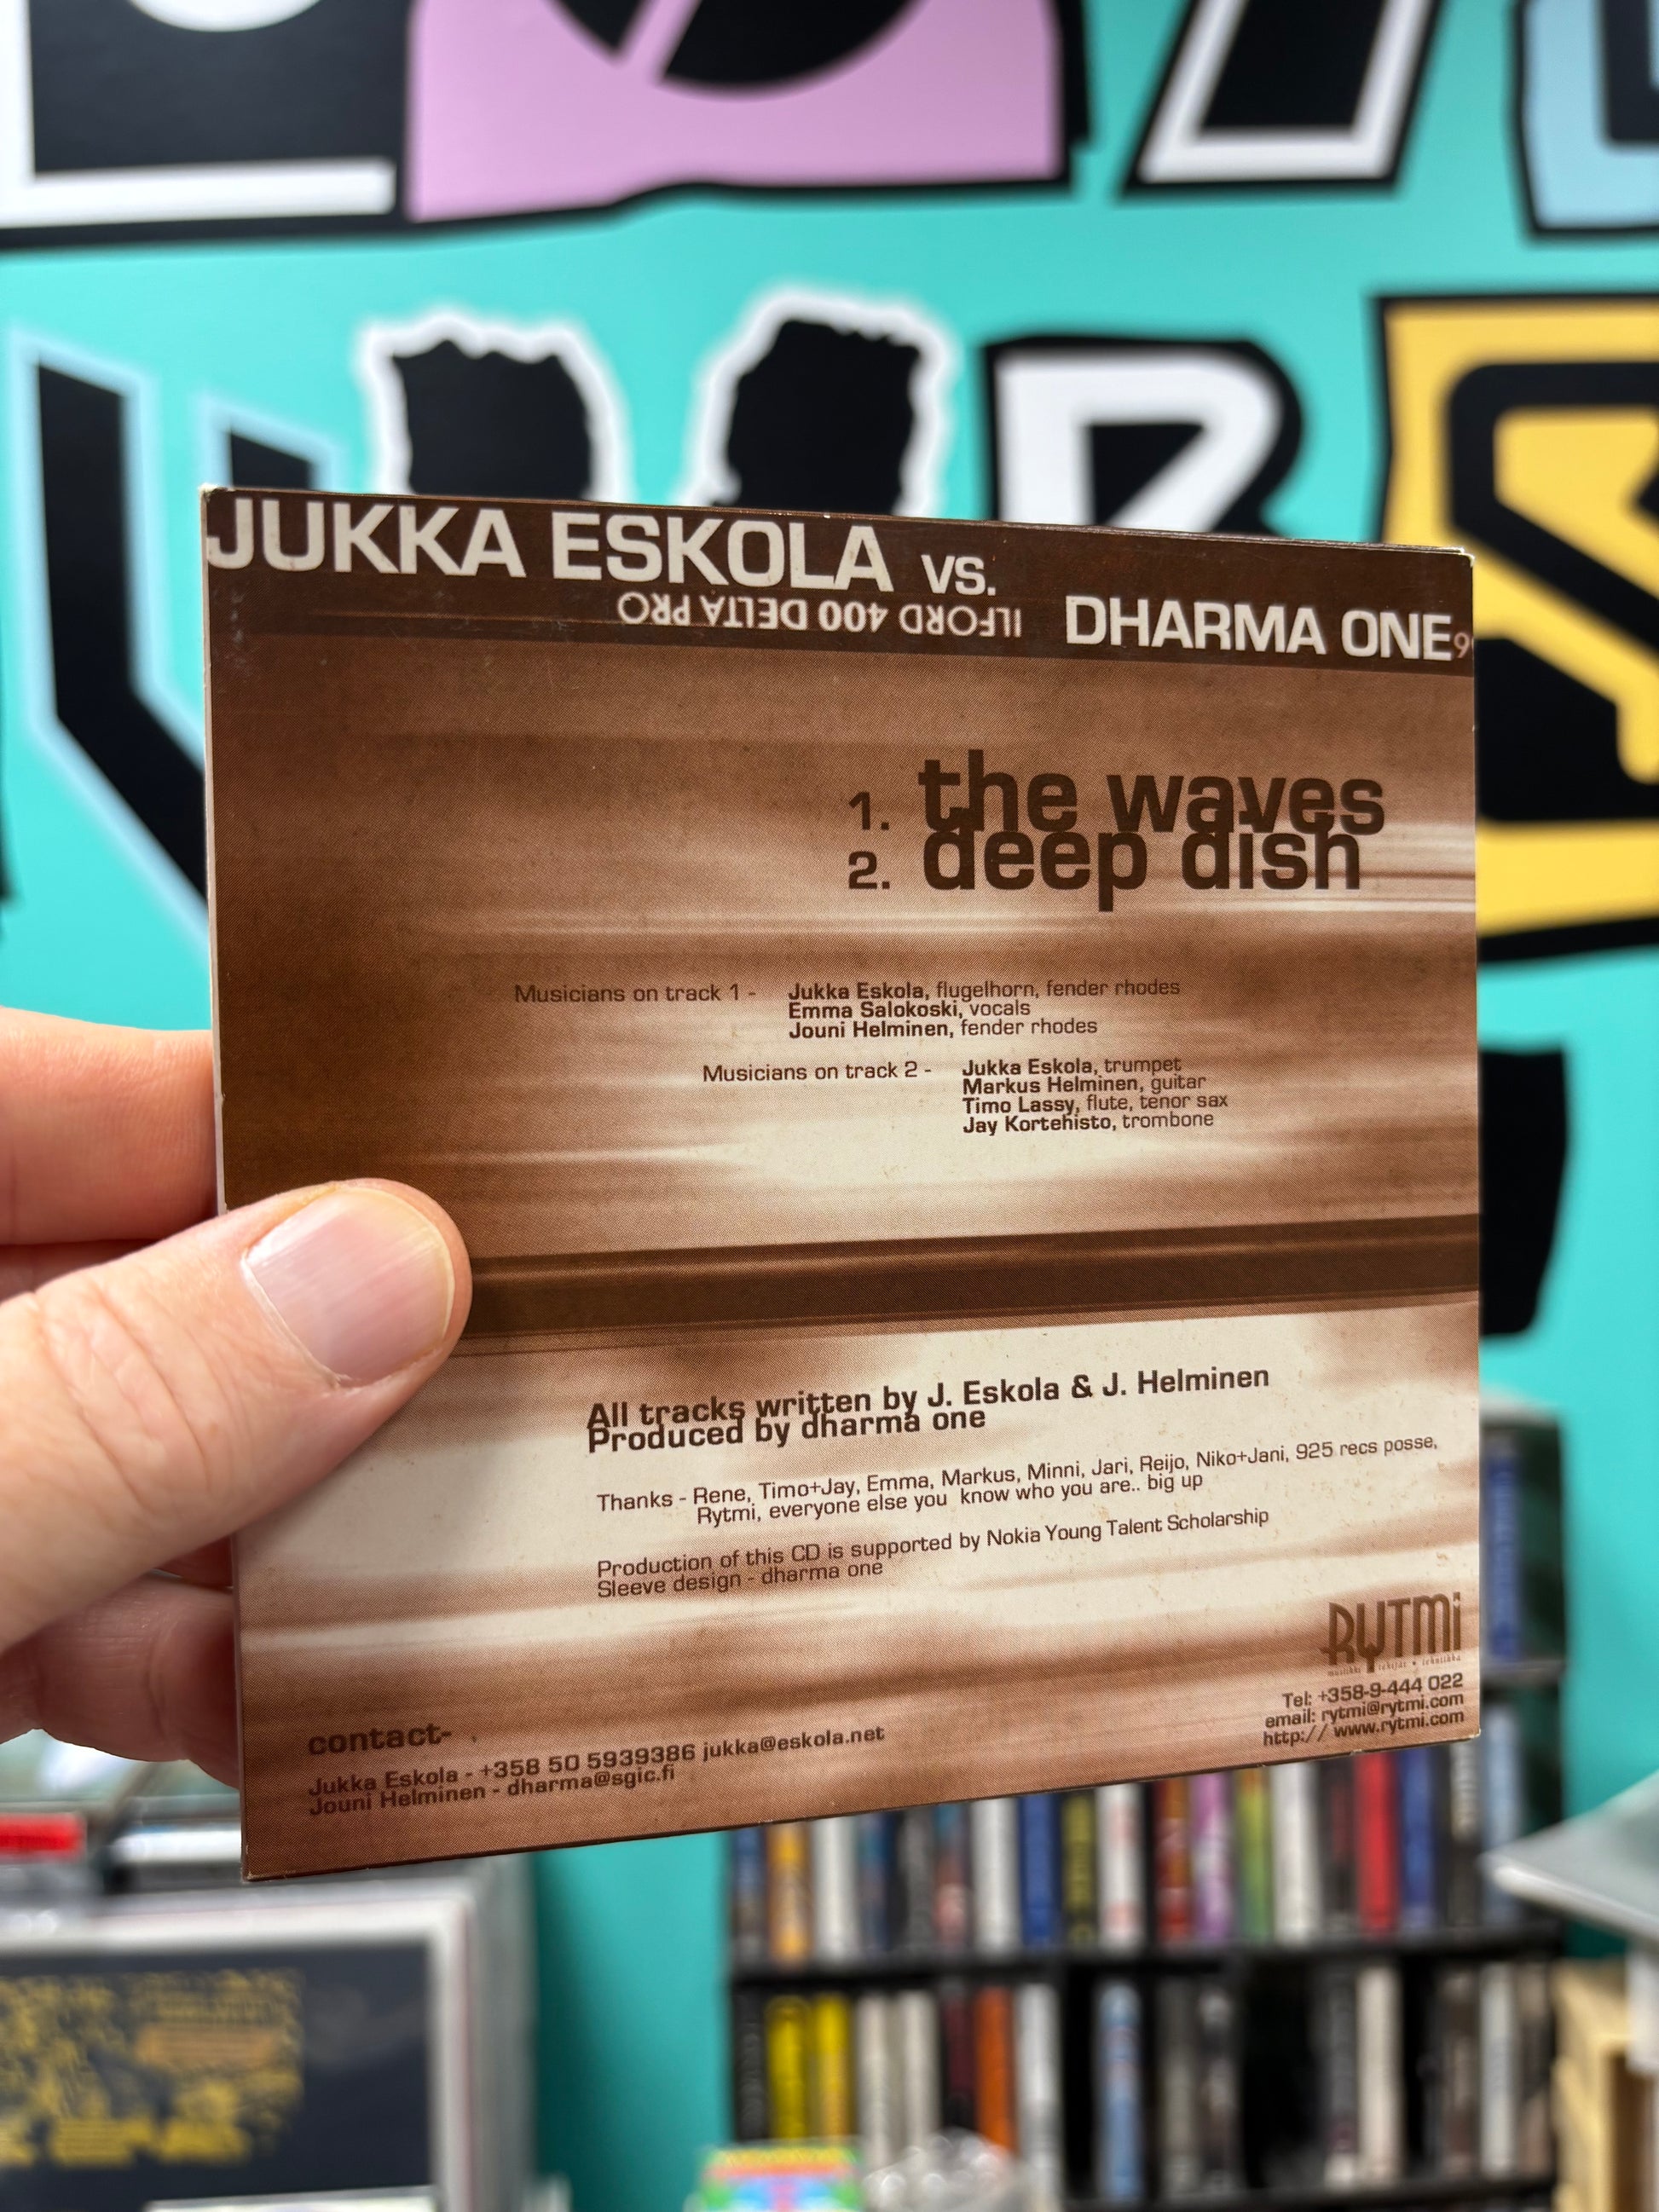 JUKKA ESKOLA vs.
ILFORD 400 DELTA PRO
DHARMA ONE
1. the waves
2. deep dish
Musicians on track 1 - Jukka Eskola, flugelhorn, fender rhodes
Emma Salokoski, vocals
Jouni Helminen, fender rhodes
Musicians on track 2 - Jukka Eskola, trumpet
Markus Helminen, guitar
Timo Lassy, flute, tenor sax
Jay Kortehisto, trombone
All tracks written by J. Eskola & J. Helminen
Produced by dharma one
Thanks - Rene, Timo+Jay, Emma, Markus, Minni, Jari, Reijo, Niko+Jani, 925 recs posse,
Rytmi, everyone else you know who you are.. big up
Production of this CD is supported by Nokia Young Talent Scholarship
Sleeve design - dharma one
RYTMi
Tel: +358-9-444 022
email: rytmi@rytmi.com
http:// www.rytmi.com
contact-
Jukka Eskola - +358 50 5939386 jukka@eskola.net
Jouni Helminen - dharma@sgic.fi